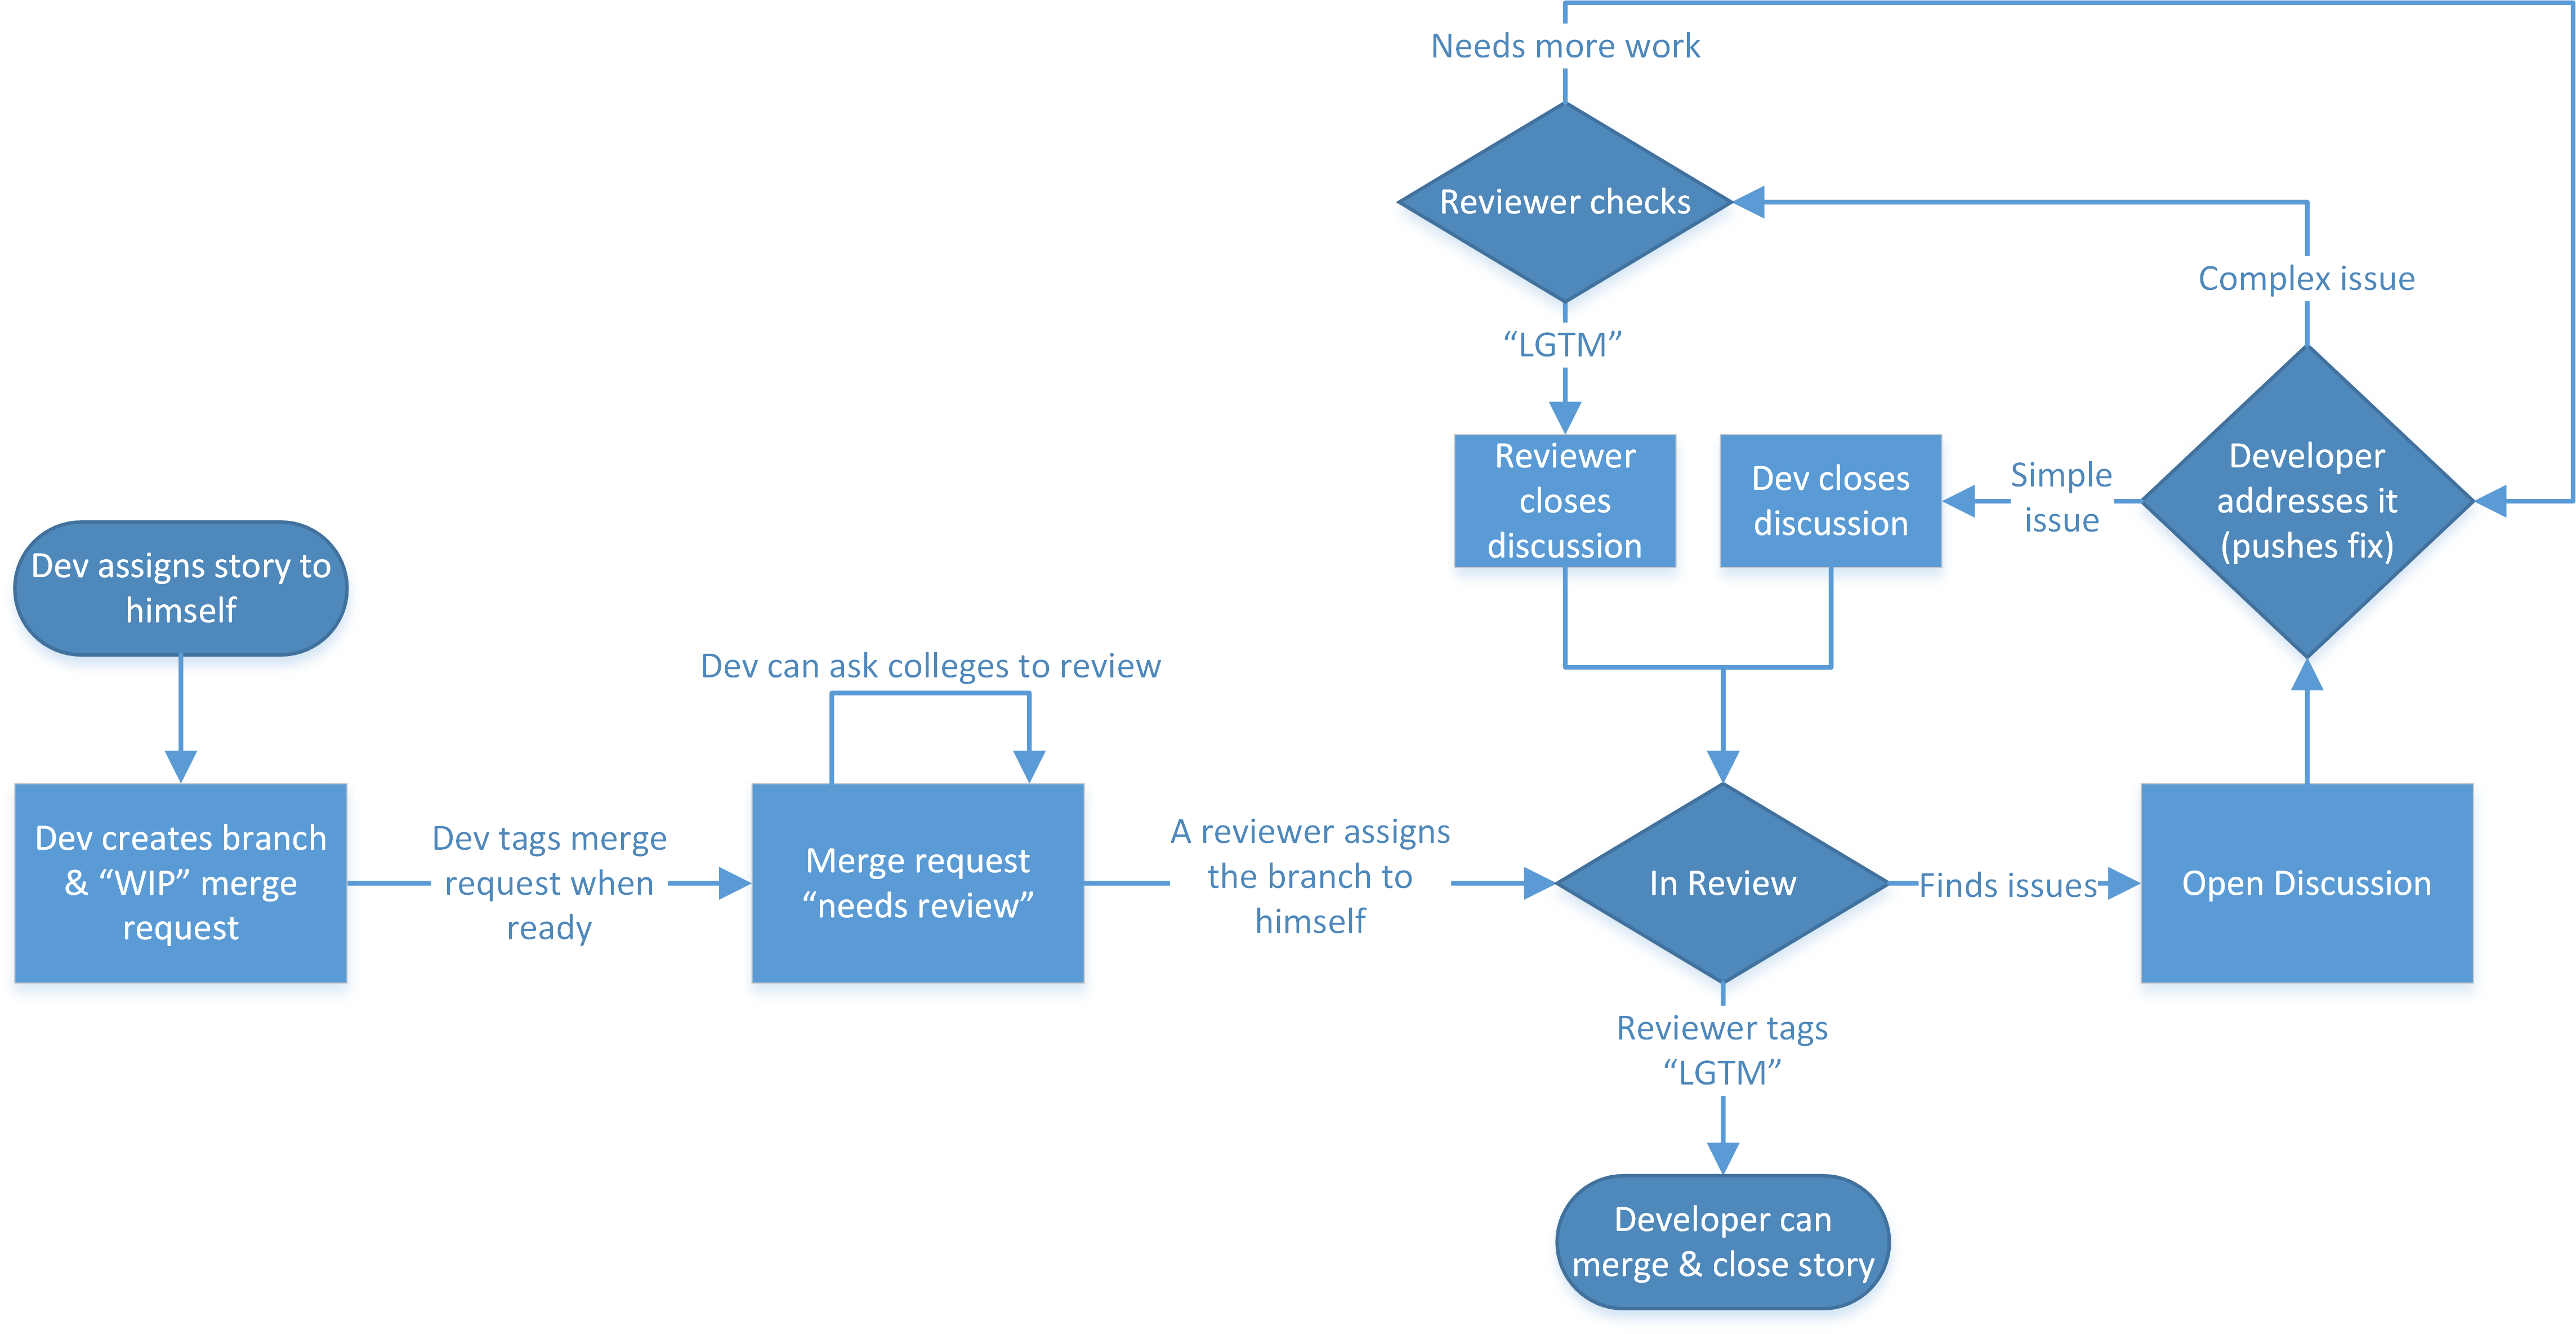 Needs more work
Reviewer checks
Complex issue
“LGTM”
Reviewer
closes
discussion
Dev closes
discussion
Simple
issue
Developer
addresses it
(pushes fix)
Dev assigns story to
himself
Dev can ask colleges to review
Dev creates branch
& “WIP” merge
request
Dev tags merge
request when
ready
Merge request
“needs review”
A reviewer assigns
the branch to
himself
In Review
Finds issues
Open Discussion
Reviewer tags
“LGTM”
Developer can
merge & close story